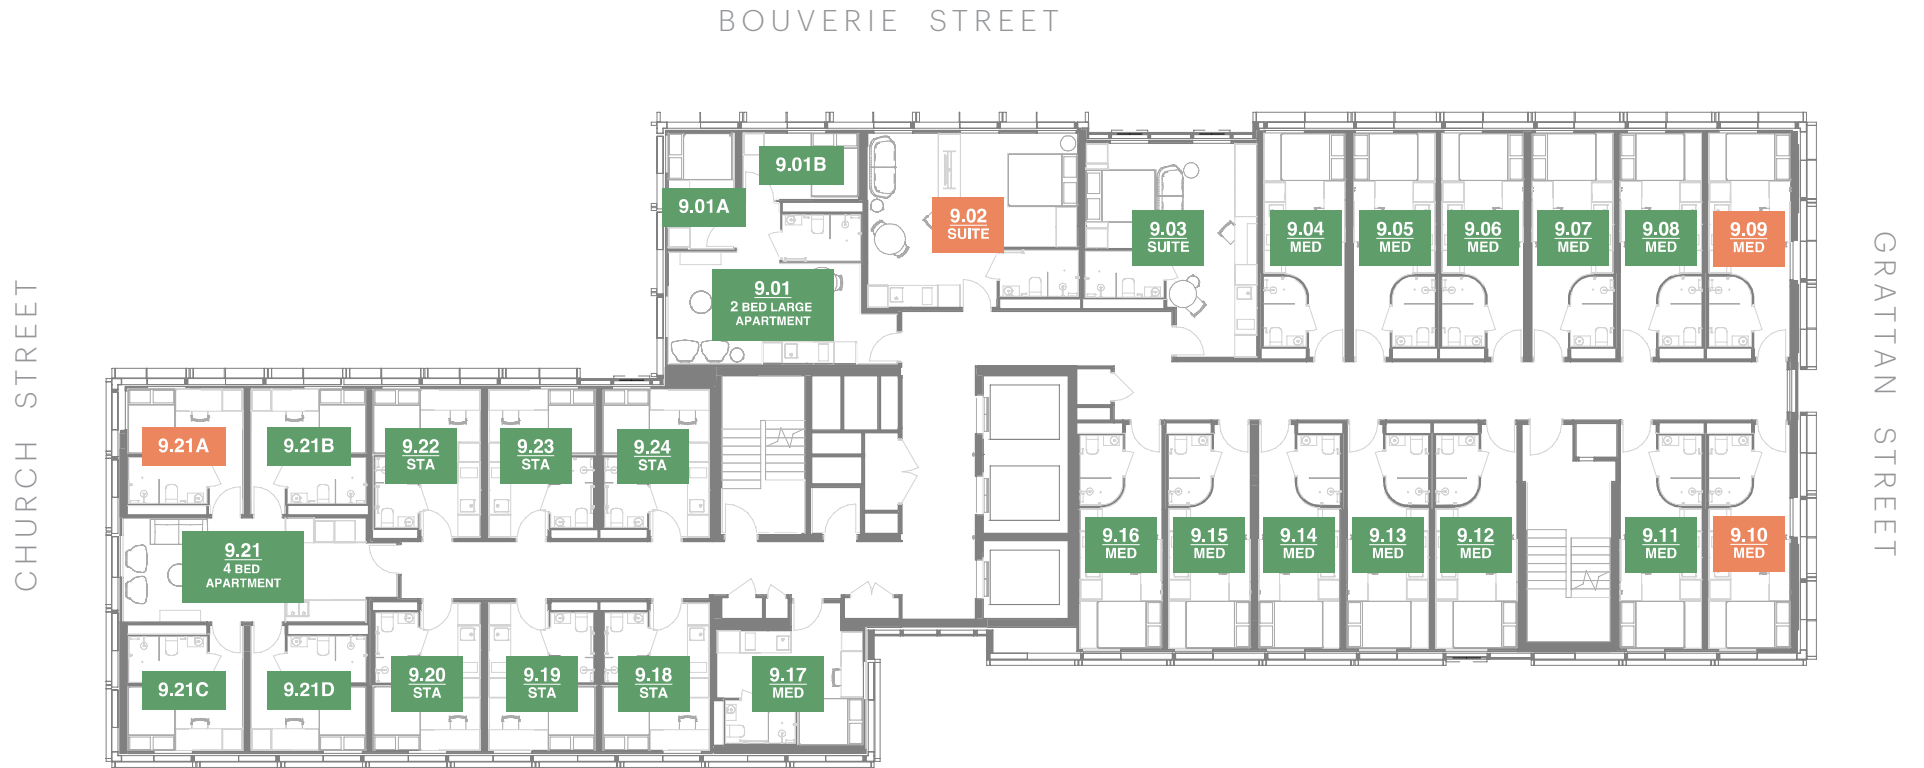 BOUVERIE STREET
CHURCH STREET
GRATTAN STREET
9.01A
9.01B
9.01
2 BED LARGE
APARTMENT
9.02
SUITE
9.03
SUITE
9.04
MED
9.05
MED
9.06
MED
9.07
MED
9.08
MED
9.09
MED
9.21A
9.21B
9.22
STA
9.23
STA
9.24
STA
9.21
4 BED
APARTMENT
9.16
MED
9.15
MED
9.14
MED
9.13
MED
9.12
MED
9.11
MED
9.10
MED
9.21C
9.21D
9.20
STA
9.19
STA
9.18
STA
9.17
MED